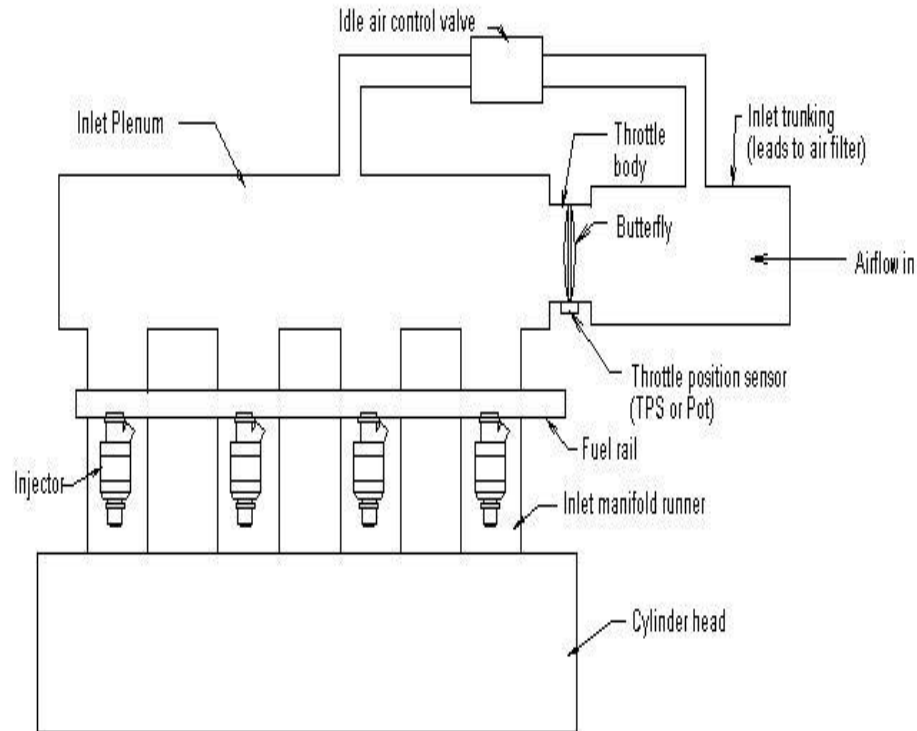 Idle air control valve
Inlet Plenum
Inlet trunking
(leads to air filter)
Throttle
body
Butterfly
Airflow in
Throttle position sensor
(TPS or Pot)
Fuel rail
Injector
Inlet manifold runner
Cylinder head